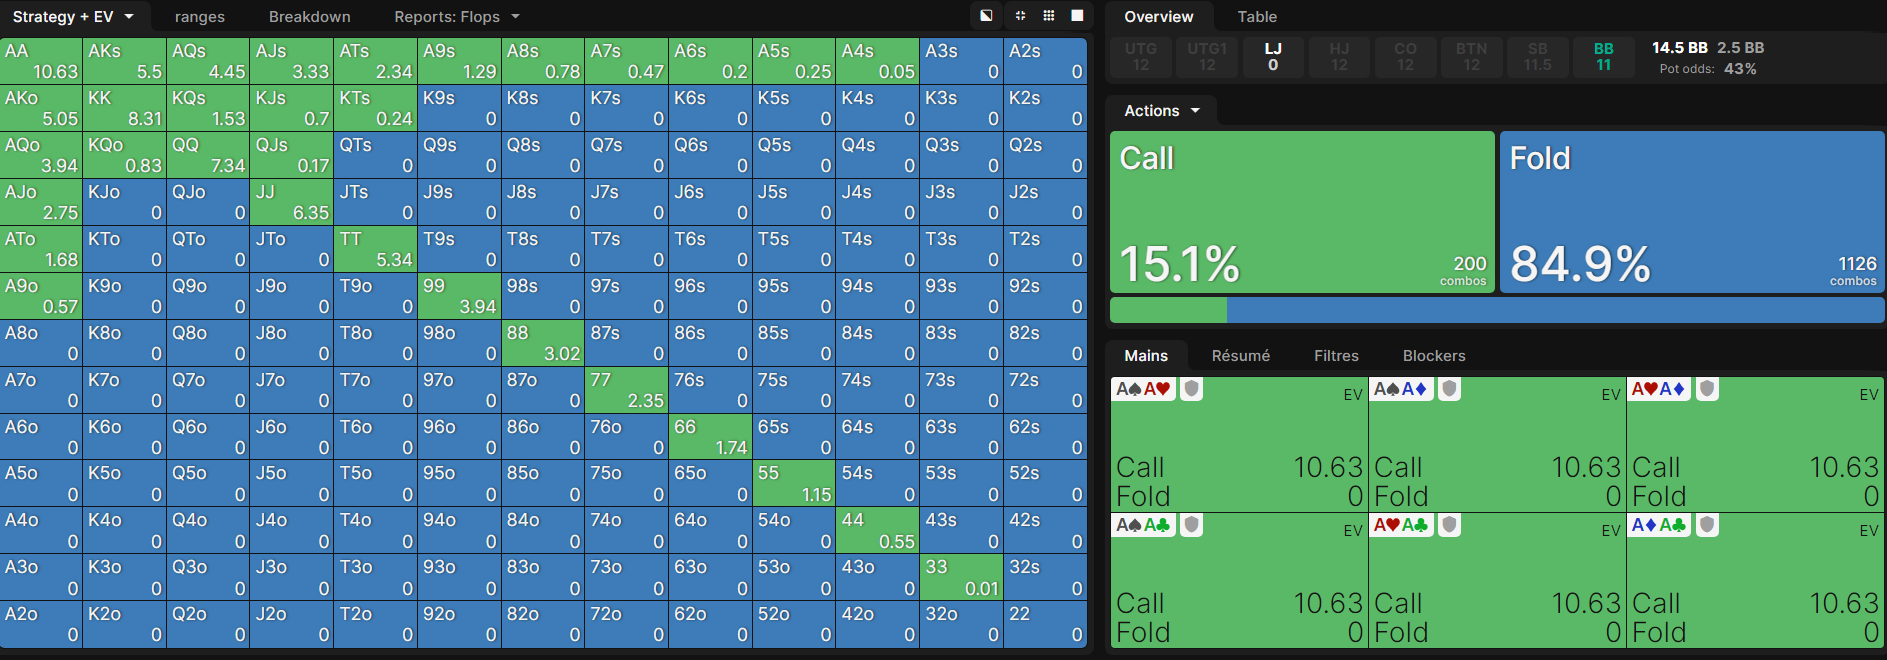 Strategy + EV ranges Breakdown Reports: Flops
AA AKs AQs AJs ATs A9s A8s A7s A6s A5s A4s A3s A2s
10.63 5.5 4.45 3.33 2.34 1.29 0.78 0.47 0.2 0.25 0.05 0 0
AKo KK KQs KJs KTs K9s K8s K7s K6s K5s K4s K3s K2s
5.05 8.31 1.53 0.7 0.24 0 0 0 0 0 0 0 0
AQo KQo QQ QJs QTs Q9s Q8s Q7s Q6s Q5s Q4s Q3s Q2s
3.94 0.83 7.34 0.17 0 0 0 0 0 0 0 0 0
AJo KJo QJo JJ JTs J9s J8s J7s J6s J5s J4s J3s J2s
2.75 0 0 6.35 0 0 0 0 0 0 0 0 0
ATo KTo QTo JTo TT T9s T8s T7s T6s T5s T4s T3s T2s
1.68 0 0 0 5.34 0 0 0 0 0 0 0 0
A9o K9o Q9o J9o T9o 99 98s 97s 96s 95s 94s 93s 92s
0.57 0 0 0 0 3.94 0 0 0 0 0 0 0
A8o K8o Q8o J8o T8o 98o 88 87s 86s 85s 84s 83s 82s
0 0 0 0 0 0 3.02 0 0 0 0 0 0
A7o K7o Q7o J7o T7o 97o 87o 77 76s 75s 74s 73s 72s
0 0 0 0 0 0 0 2.35 0 0 0 0 0
A6o K6o Q6o J6o T6o 96o 86o 76o 66 65s 64s 63s 62s
0 0 0 0 0 0 0 0 1.74 0 0 0 0
A5o K5o Q5o J5o T5o 95o 85o 75o 65o 55 54s 53s 52s
0 0 0 0 0 0 0 0 0 1.15 0 0 0
A4o K4o Q4o J4o T4o 94o 84o 74o 64o 54o 44 43s 42s
0 0 0 0 0 0 0 0 0 0 0.55 0 0
A3o K3o Q3o J3o T3o 93o 83o 73o 63o 53o 43o 33 32s
0 0 0 0 0 0 0 0 0 0 0 0.01 0
A2o K2o Q2o J2o T2o 92o 82o 72o 62o 52o 42o 32o 22
0 0 0 0 0 0 0 0 0 0 0 0 0
Overview Table
UTG UTG1 LJ HJ CO BTN SB BB
12 12 0 12 12 12 11.5 11
14.5 BB 2.5 BB
Pot odds: 43%
Actions
Call Fold
15.1% 200 combos 84.9% 1126 combos
Mains Résumé Filtres Blockers
A♠A♥ EV A♠A♦ EV A♥A♦ EV
Call 10.63 Call 10.63 Call 10.63
Fold 0 Fold 0 Fold 0
A♠A♣ EV A♥A♣ EV A♦A♣ EV
Call 10.63 Call 10.63 Call 10.63
Fold 0 Fold 0 Fold 0